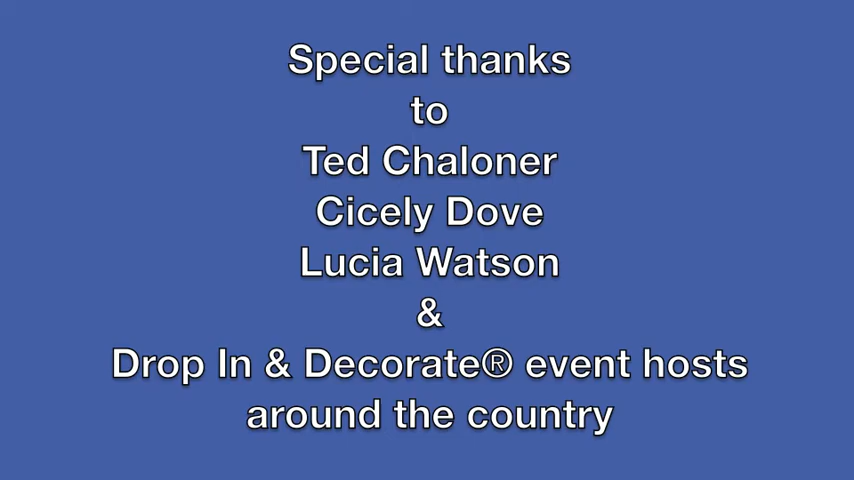 Special thanks
to
Ted Chaloner
Cicely Dove
Lucia Watson
&
Drop In & Decorate® event hosts
around the country